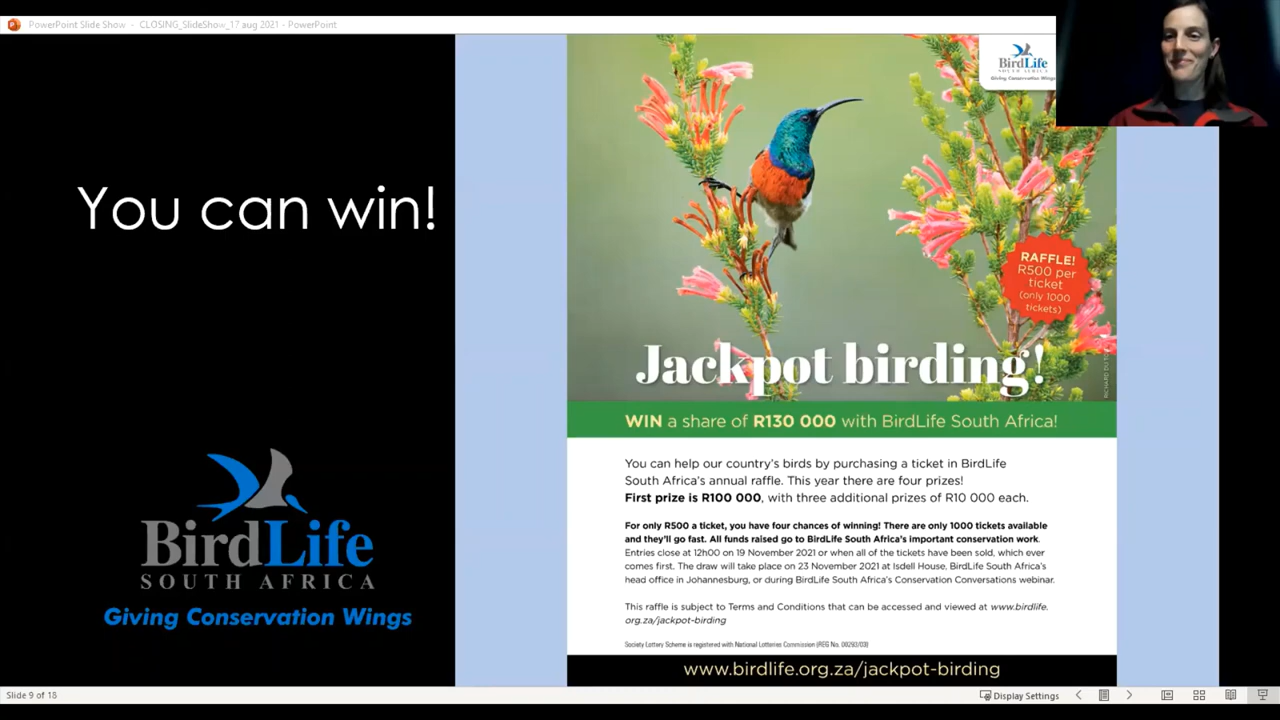 PowerPoint Slide Show - CLOSING_SlideShow_17 aug 2021 - PowerPoint
You can win!
BirdLife
SOUTH AFRICA
Giving Conservation Wings
BirdLife
SOUTH AFRICA
Giving Conservation Wings
RAFFLE!
R500 per
ticket
(only 1000
tickets)
RICHARD DU TOIT
Jackpot birding!
WIN a share of R130 000 with BirdLife South Africa!
You can help our country's birds by purchasing a ticket in BirdLife
South Africa's annual raffle. This year there are four prizes!
First prize is R100 000, with three additional prizes of R10 000 each.
For only R500 a ticket, you have four chances of winning! There are only 1000 tickets available
and they'll go fast. All funds raised go to BirdLife South Africa's important conservation work.
Entries close at 12h00 on 19 November 2021 or when all of the tickets have been sold, which ever
comes first. The draw will take place on 23 November 2021 at Isdell House, BirdLife South Africa's
head office in Johannesburg, or during BirdLife South Africa's Conservation Conversations webinar.
This raffle is subject to Terms and Conditions that can be accessed and viewed at www.birdlife.
org.za/jackpot-birding
Society Lottery Scheme is registered with National Lotteries Commission (REG No. 00293/03)
www.birdlife.org.za/jackpot-birding
Slide 9 of 18
Display Settings